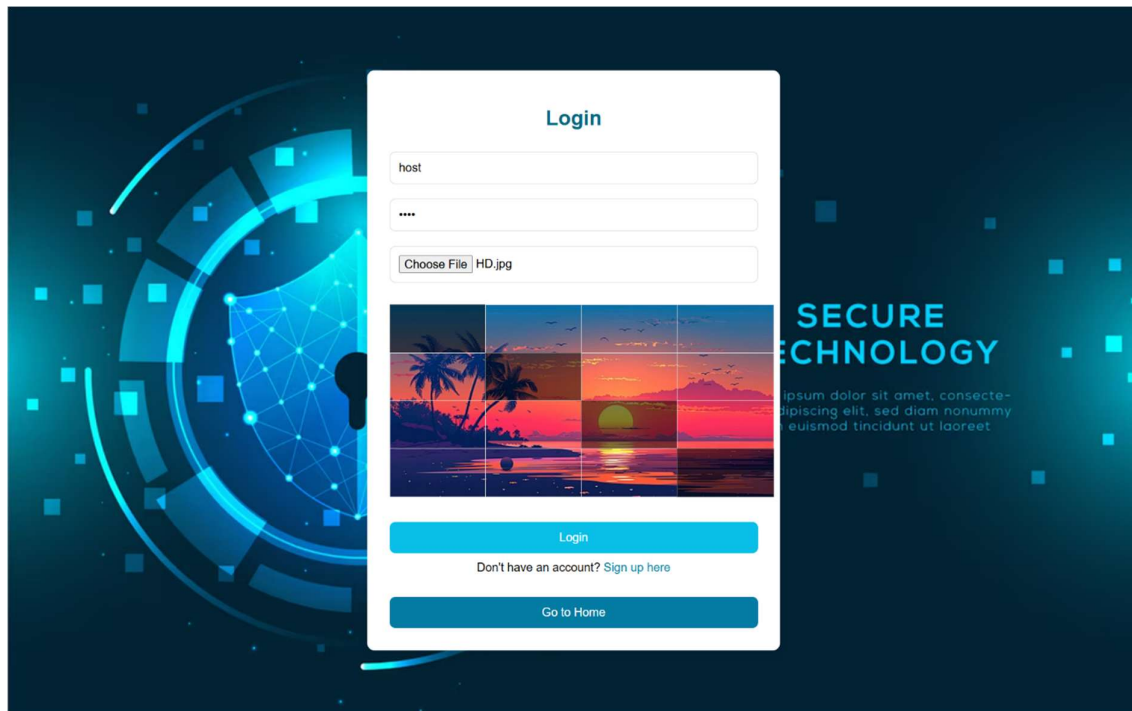 Login
host
••••
Choose File HD.jpg
SECURE
ECHNOLOGY
ipsum dolor sit amet, consecte-
dipiscing elit, sed diam nonummy
euismod tincidunt ut laoreet
Login
Don't have an account? Sign up here
Go to Home